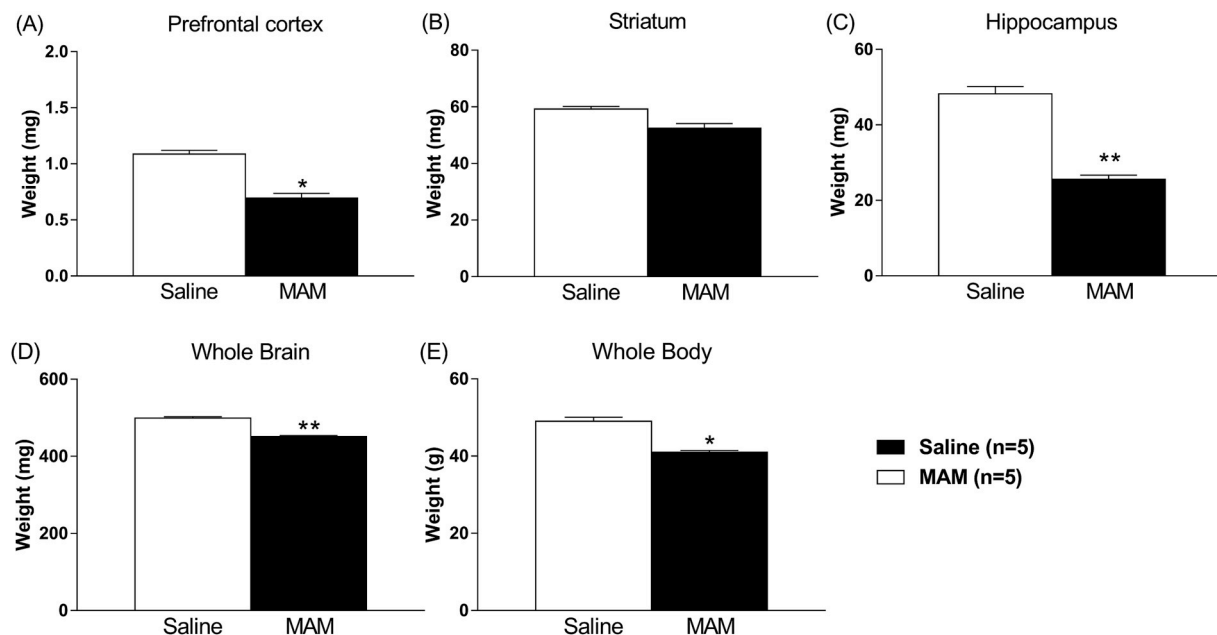 (A) Prefrontal cortex
Weight (mg)
2.0
1.5
1.0
0.5
0.0
*
Saline MAM
(B) Striatum
Weight (mg)
80
60
40
20
0
Saline MAM
(C) Hippocampus
Weight (mg)
60
40
20
0
**
Saline MAM
(D) Whole Brain
Weight (mg)
600
400
200
0
**
Saline MAM
(E) Whole Body
Weight (g)
60
40
20
0
*
Saline MAM
Saline (n=5)
MAM (n=5)